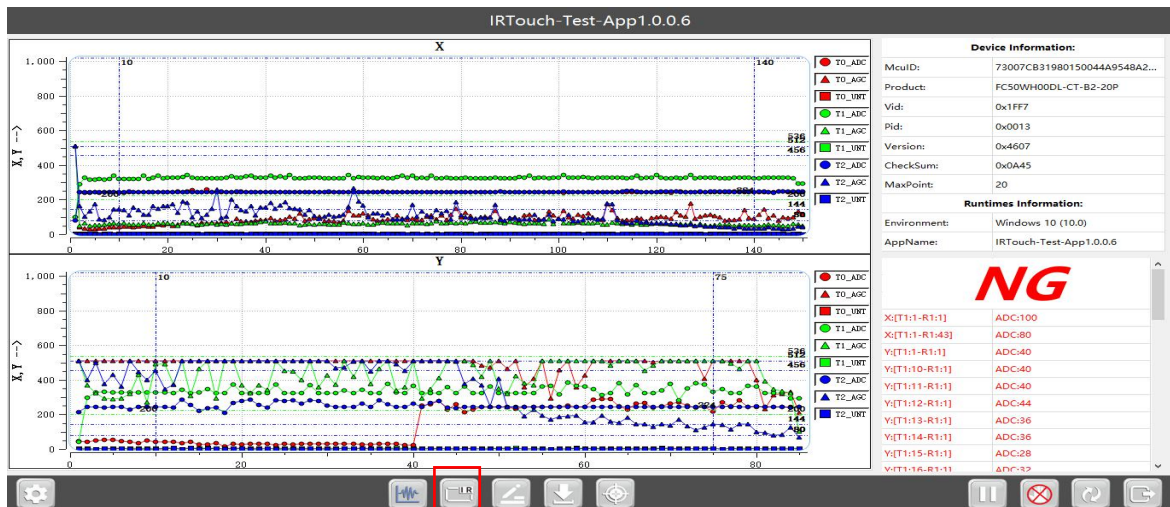 IRTouch-Test-App1.0.0.6
X
1.000
800
600
400
200
0
X,Y -->
10
140
536
512
456
200
144
0
20
40
60
80
100
120
140
T0_ADC
T0_AGC
T0_UNT
T1_ADC
T1_AGC
T1_UNT
T2_ADC
T2_AGC
T2_UNT
Y
1,000
800
600
400
200
0
X,Y -->
10
75
536
512
456
200
144
80
0
20
40
60
80
T0_ADC
T0_AGC
T0_UNT
T1_ADC
T1_AGC
T1_UNT
T2_ADC
T2_AGC
T2_UNT
Device Information:
McuID: 73007CB31980150044A9548A2...
Product: FC50WH00DL-CT-B2-20P
Vid: 0x1FF7
Pid: 0x0013
Version: 0x4607
CheckSum: 0x0A45
MaxPoint: 20
Runtimes Information:
Environment: Windows 10 (10.0)
AppName: IRTouch-Test-App1.0.0.6
NG
X:[T1:1-R1:1] ADC:100
X:[T1:1-R1:43] ADC:80
Y:[T1:1-R1:1] ADC:40
Y:[T1:10-R1:1] ADC:40
Y:[T1:11-R1:1] ADC:40
Y:[T1:12-R1:1] ADC:44
Y:[T1:13-R1:1] ADC:36
Y:[T1:14-R1:1] ADC:36
Y:[T1:15-R1:1] ADC:28
Y:[T1:16-R1:1] ADC:32
IR